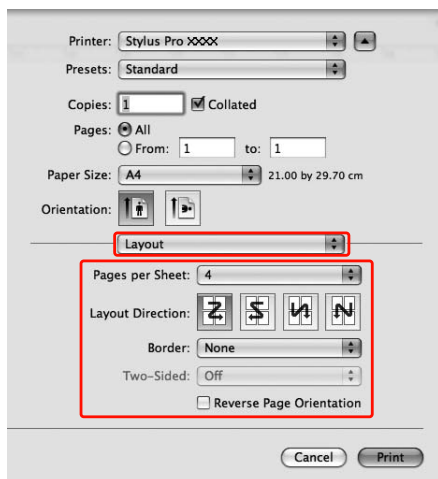 Printer: Stylus Pro XXXX
Presets: Standard
Copies: 1 Collated
Pages: All
From: 1 to: 1
Paper Size: A4 21.00 by 29.70 cm
Orientation:
Layout
Pages per Sheet: 4
Layout Direction:
Border: None
Two-Sided: Off
Reverse Page Orientation
Cancel Print